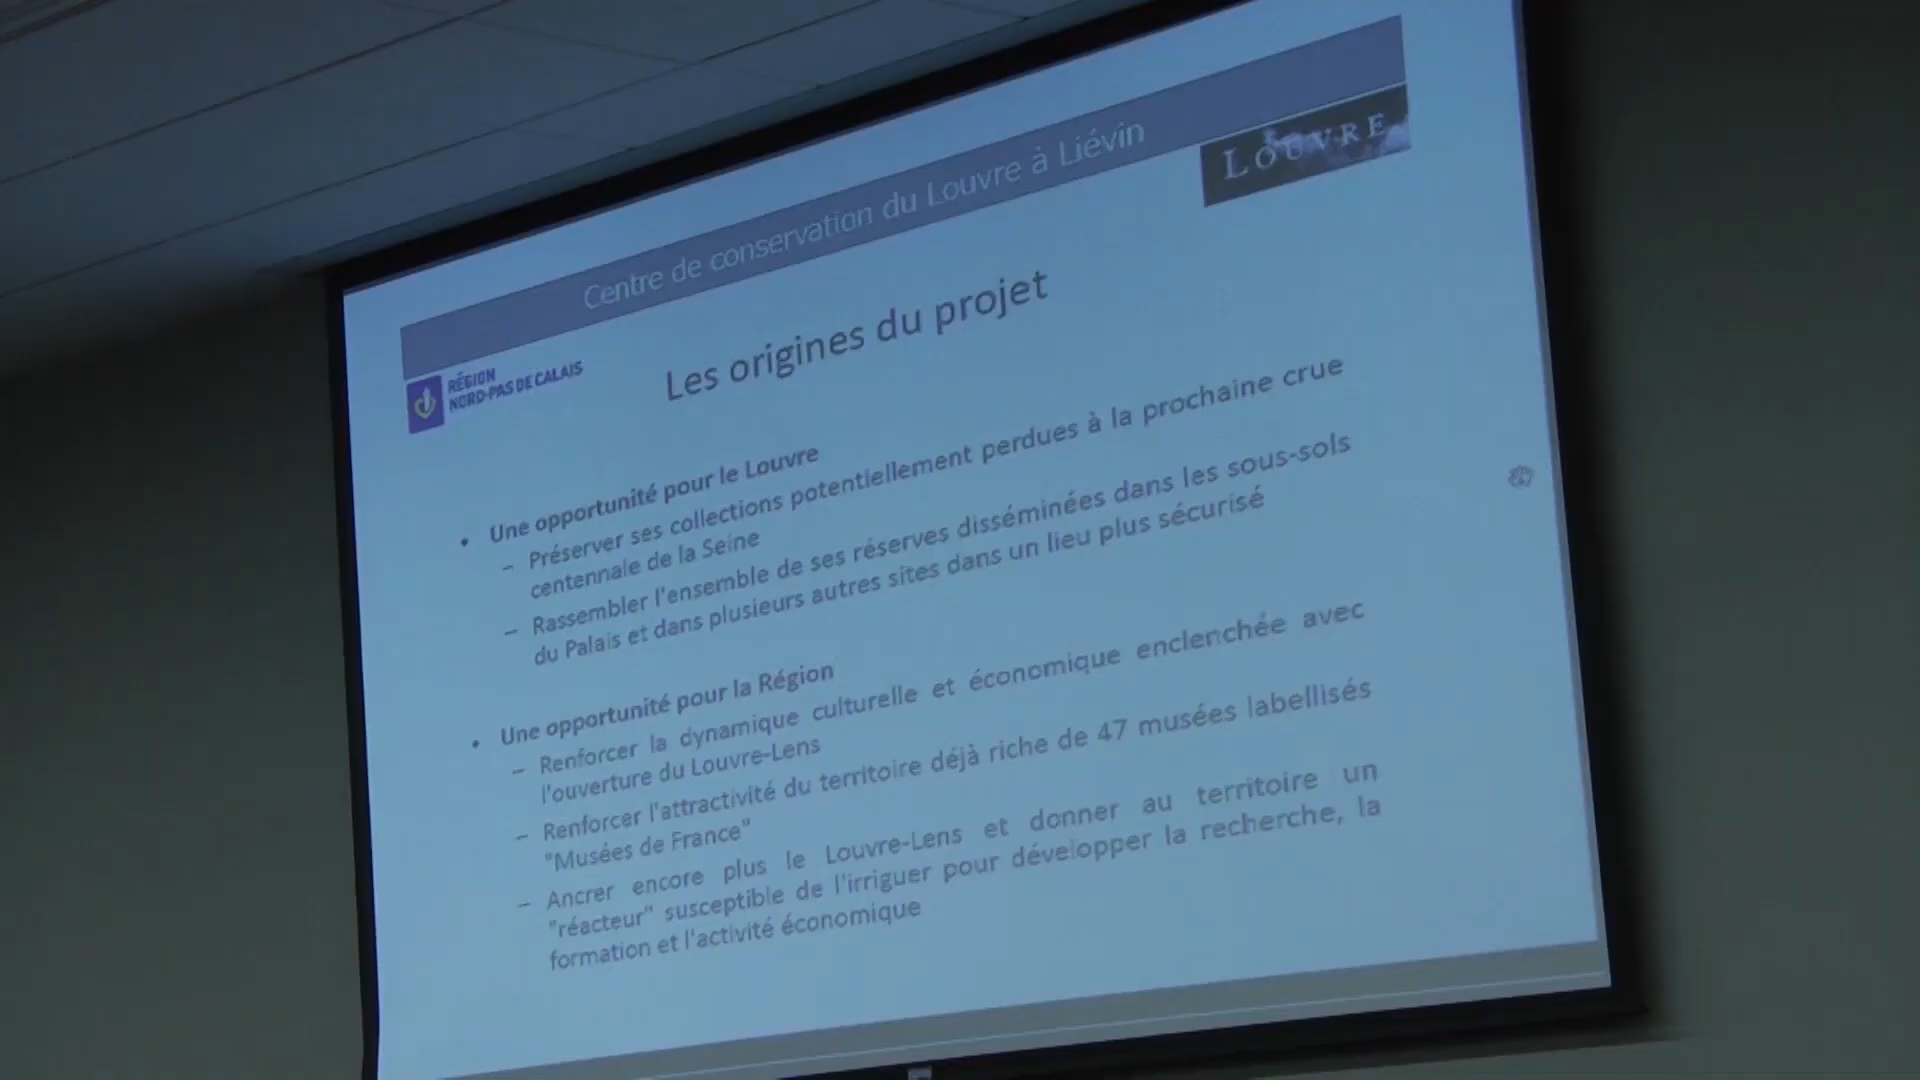 Centre de conservation du Louvre à Liévin
LOUVRE
RÉGION
NORD-PAS DE CALAIS
Les origines du projet
• Une opportunité pour le Louvre
– Préserver ses collections potentiellement perdues à la prochaine crue
centennale de la Seine
– Rassembler l'ensemble de ses réserves disséminées dans les sous-sols
du Palais et dans plusieurs autres sites dans un lieu plus sécurisé
• Une opportunité pour la Région
– Renforcer la dynamique culturelle et économique enclenchée avec
l'ouverture du Louvre-Lens
– Renforcer l'attractivité du territoire déjà riche de 47 musées labellisés
"Musées de France"
– Ancrer encore plus le Louvre-Lens et donner au territoire un
"réacteur" susceptible de l'irriguer pour développer la recherche, la
formation et l'activité économique